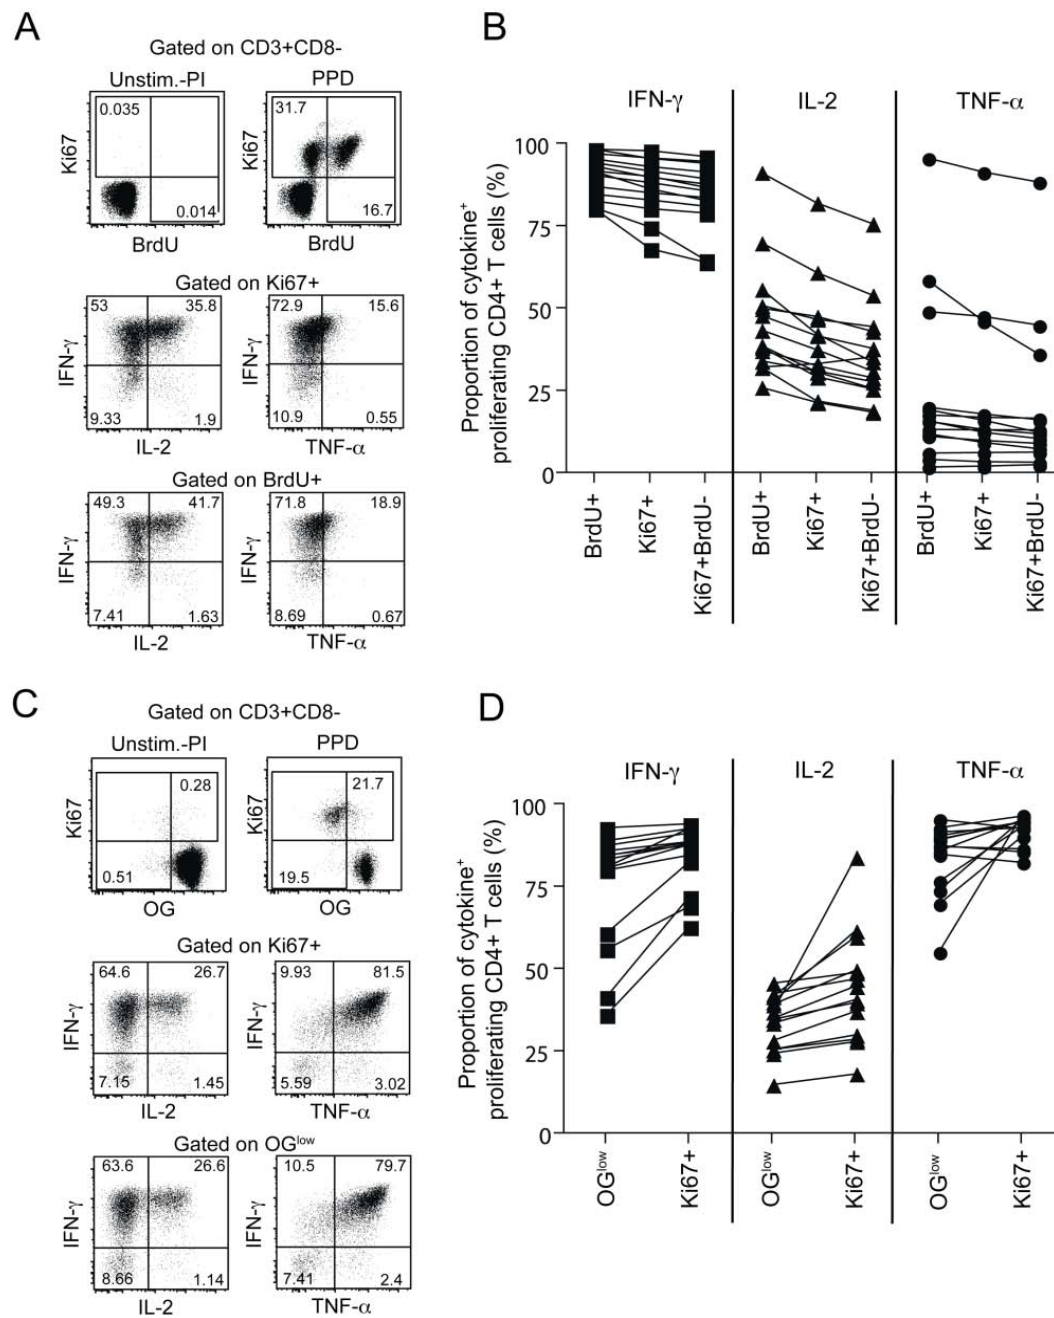 A
Gated on CD3+CD8-
Unstim.-PI PPD
Ki67 0.035 0.014 BrdU
Ki67 31.7 16.7 BrdU
Gated on Ki67+
IFN-γ 53 35.8 9.33 1.9 IL-2
IFN-γ 72.9 15.6 10.9 0.55 TNF-α
Gated on BrdU+
IFN-γ 49.3 41.7 7.41 1.63 IL-2
IFN-γ 71.8 18.9 8.69 0.67 TNF-α
B
IFN-γ IL-2 TNF-α
Proportion of cytokine⁺
proliferating CD4+ T cells (%)
100
75
50
25
0
BrdU+ Ki67+ Ki67+BrdU- BrdU+ Ki67+ Ki67+BrdU- BrdU+ Ki67+ Ki67+BrdU-
C
Gated on CD3+CD8-
Unstim.-PI PPD
Ki67 0.28 0.51 OG
Ki67 21.7 19.5 OG
Gated on Ki67+
IFN-γ 64.6 26.7 7.15 1.45 IL-2
IFN-γ 9.93 81.5 5.59 3.02 TNF-α
Gated on OGˡᵒʷ
IFN-γ 63.6 26.6 8.66 1.14 IL-2
IFN-γ 10.5 79.7 7.41 2.4 TNF-α
D
IFN-γ IL-2 TNF-α
Proportion of cytokine⁺
proliferating CD4+ T cells (%)
100
75
50
25
0
OGˡᵒʷ Ki67+ OGˡᵒʷ Ki67+ OGˡᵒʷ Ki67+